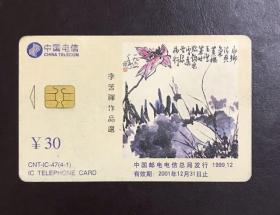 中国电信
CHINA TELECOM
李苦禅作品選
¥30
CNT-IC-47(4-1)
IC TELEPHONE CARD
中国邮电电信总局发行 1999.12
有效期：2001年12月31日止